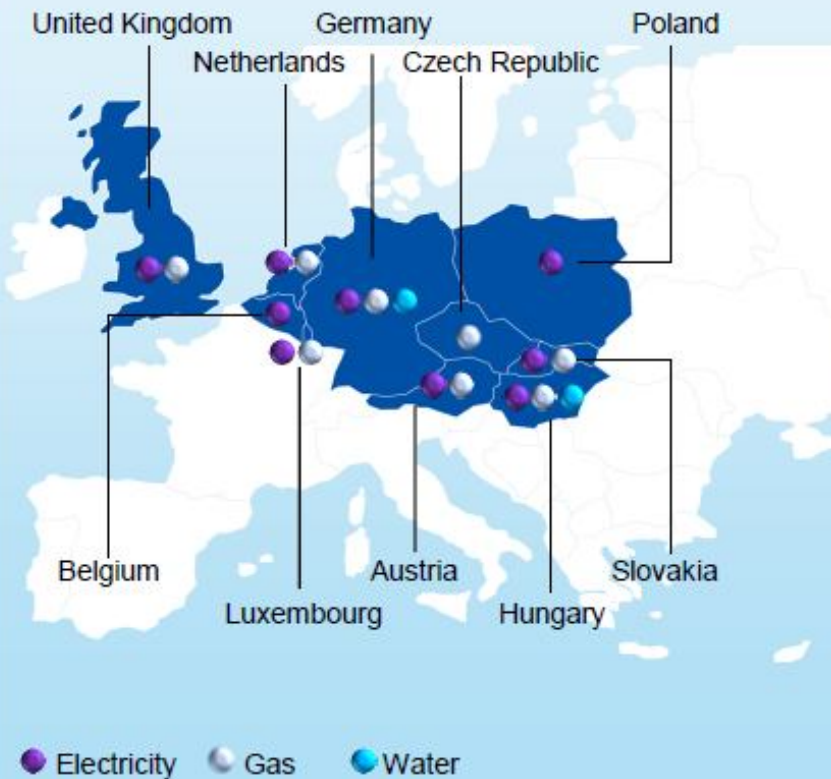 United Kingdom
Germany
Poland
Netherlands
Czech Republic
Belgium
Austria
Slovakia
Luxembourg
Hungary
Electricity
Gas
Water